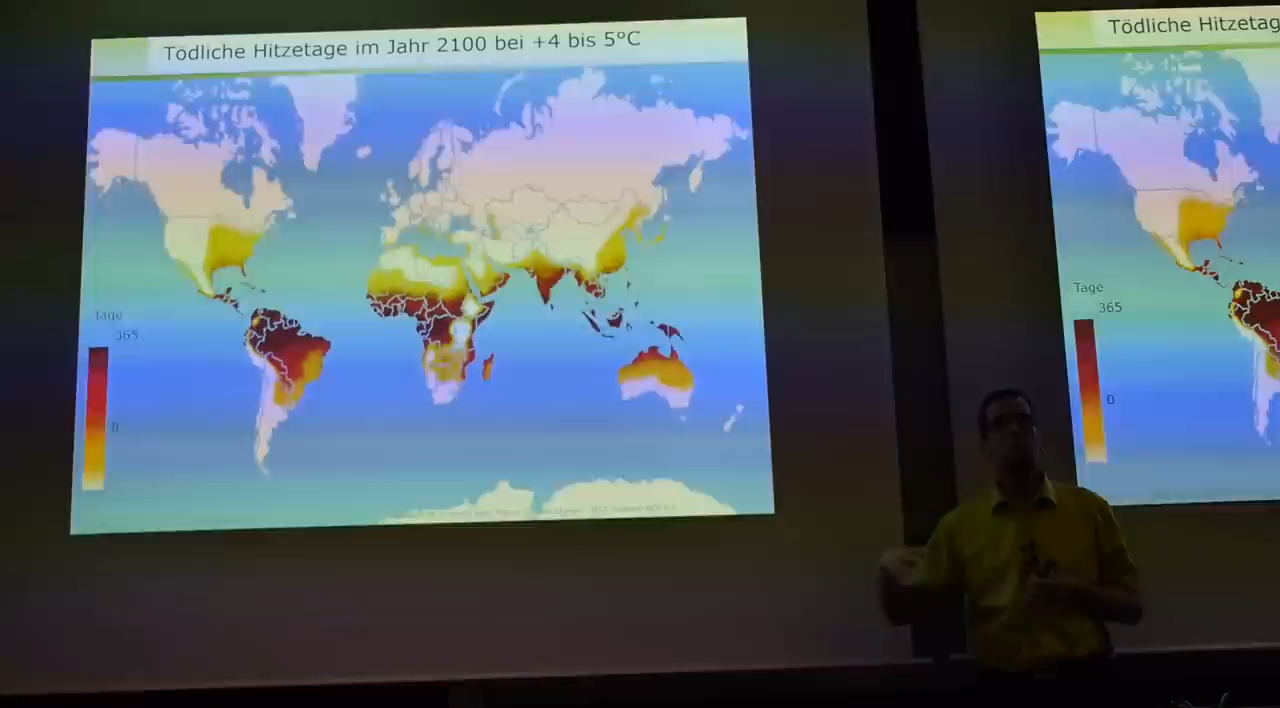 Tödliche Hitzetage im Jahr 2100 bei +4 bis 5°C
Tage
365
0
Tödliche Hitzetag
Tage
365
0